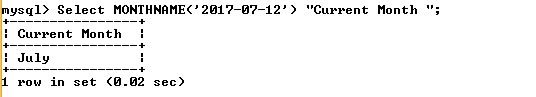 mysql> Select MONTHNAME('2017-07-12') "Current Month ";
+----------------+
| Current Month  |
+----------------+
| July           |
+----------------+
1 row in set (0.02 sec)